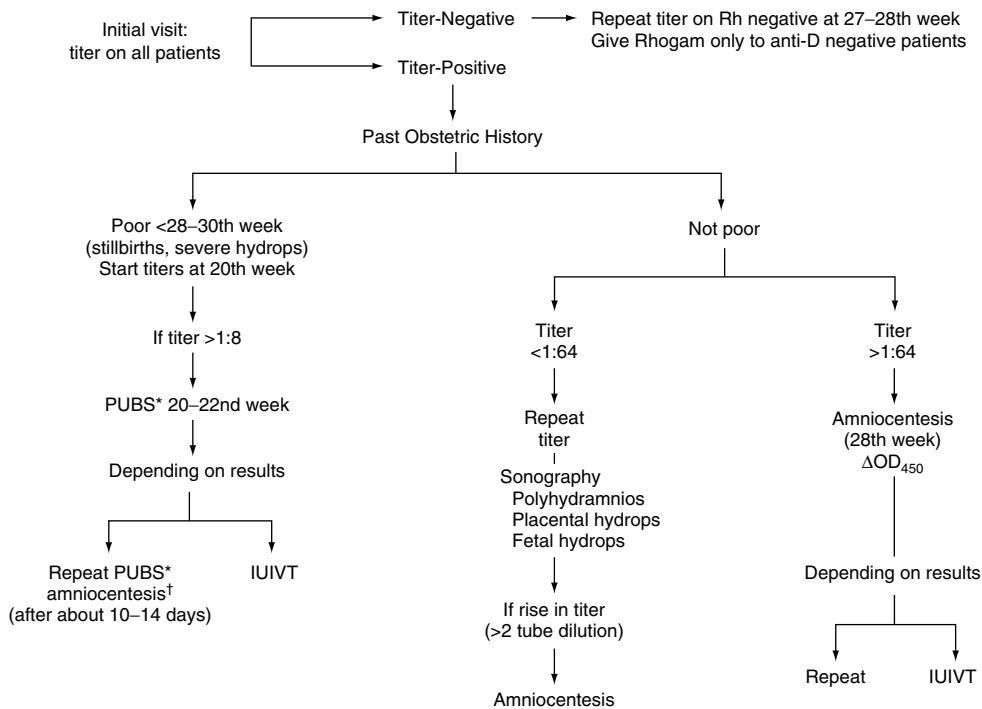 Initial visit:
titer on all patients
Titer-Negative
Repeat titer on Rh negative at 27–28th week
Give Rhogam only to anti-D negative patients
Titer-Positive
Past Obstetric History
Poor <28–30th week
(stillbirths, severe hydrops)
Start titers at 20th week
If titer >1:8
PUBS* 20–22nd week
Depending on results
Repeat PUBS*
amniocentesis†
(after about 10–14 days)
IUIVT
Not poor
Titer
<1:64
Repeat
titer
Sonography
Polyhydramnios
Placental hydrops
Fetal hydrops
If rise in titer
(>2 tube dilution)
Amniocentesis
Titer
>1:64
Amniocentesis
(28th week)
ΔOD450
Depending on results
Repeat
IUIVT